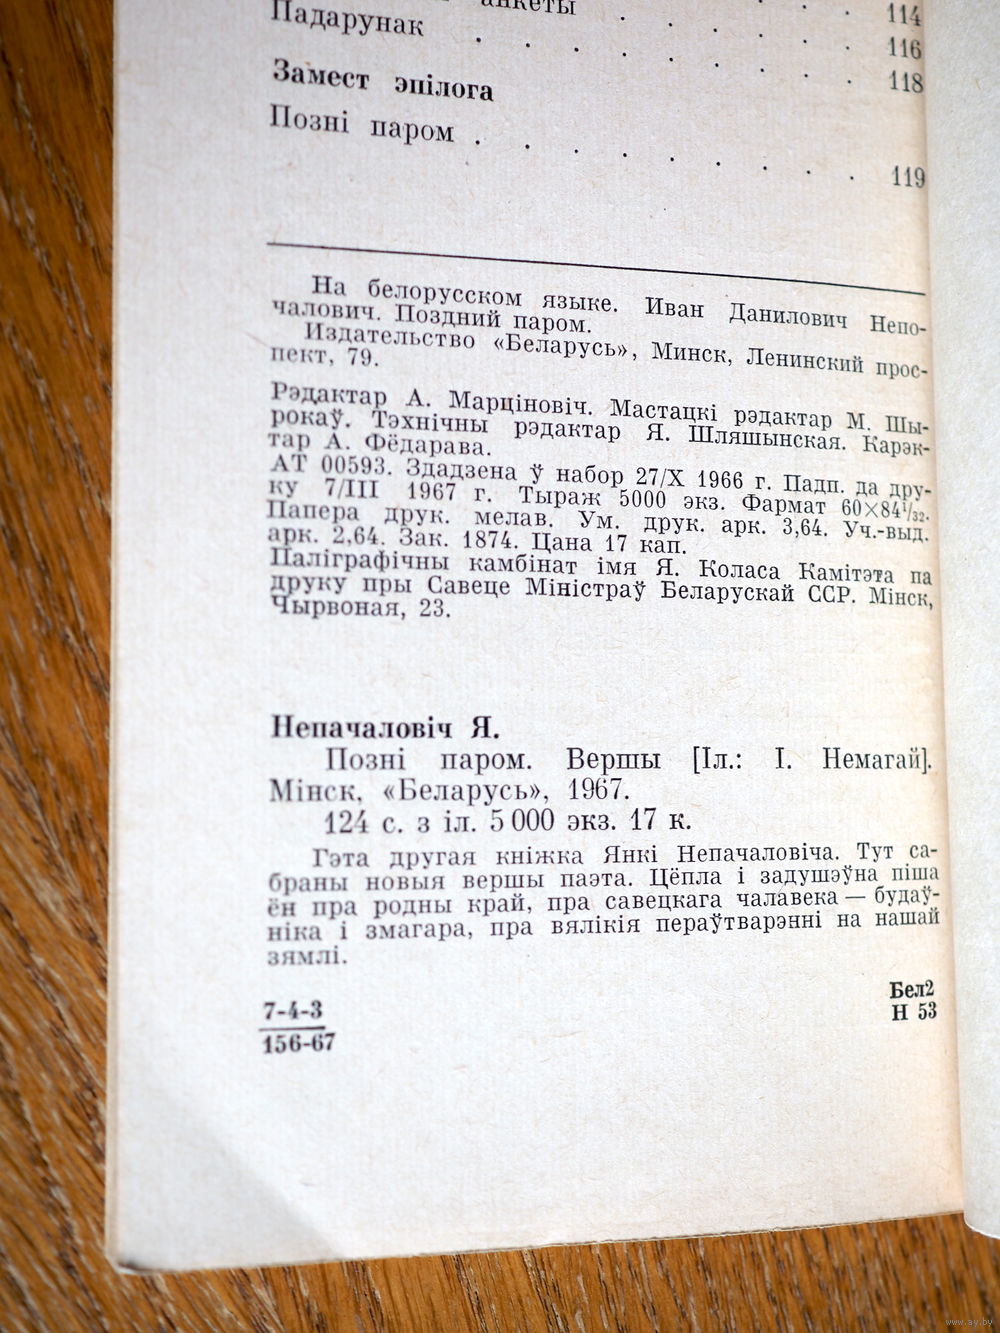 анкеты . . . . . . 114
Падарунак . . . . . . . . . 116
118
Замест эпілога
Позні паром . . . . . . . . . 119
На белорусском языке. Иван Данилович Непо-
чалович. Поздний паром.
Издательство «Беларусь», Минск, Ленинский прос-
пект, 79.
Рэдактар А. Марціновіч. Мастацкі рэдактар М. Шы-
рокаў. Тэхнічны рэдактар Я. Шляшынская. Карэк-
тар А. Фёдарава.
АТ 00593. Здадзена ў набор 27/X 1966 г. Падп. да дру-
ку 7/III 1967 г. Тыраж 5000 экз. Фармат 60×84¹/₃₂.
Папера друк. мелав. Ум. друк. арк. 3,64. Уч.-выд.
арк. 2,64. Зак. 1874. Цана 17 кап.
Паліграфічны камбінат імя Я. Коласа Камітэта па
друку пры Савеце Міністраў Беларускай ССР. Мінск,
Чырвоная, 23.
Непачаловіч Я.
Позні паром. Вершы [Іл.: І. Немагай].
Мінск, «Беларусь», 1967.
124 с. з іл. 5 000 экз. 17 к.
Гэта другая кніжка Янкі Непачаловіча. Тут са-
браны новыя вершы паэта. Цёпла і задушэўна піша
ён пра родны край, пра савецкага чалавека — будаў-
ніка і змагара, пра вялікія пераўтварэнні на нашай
зямлі.
7-4-3
156-67
Бел2
Н 53
www.ay.by